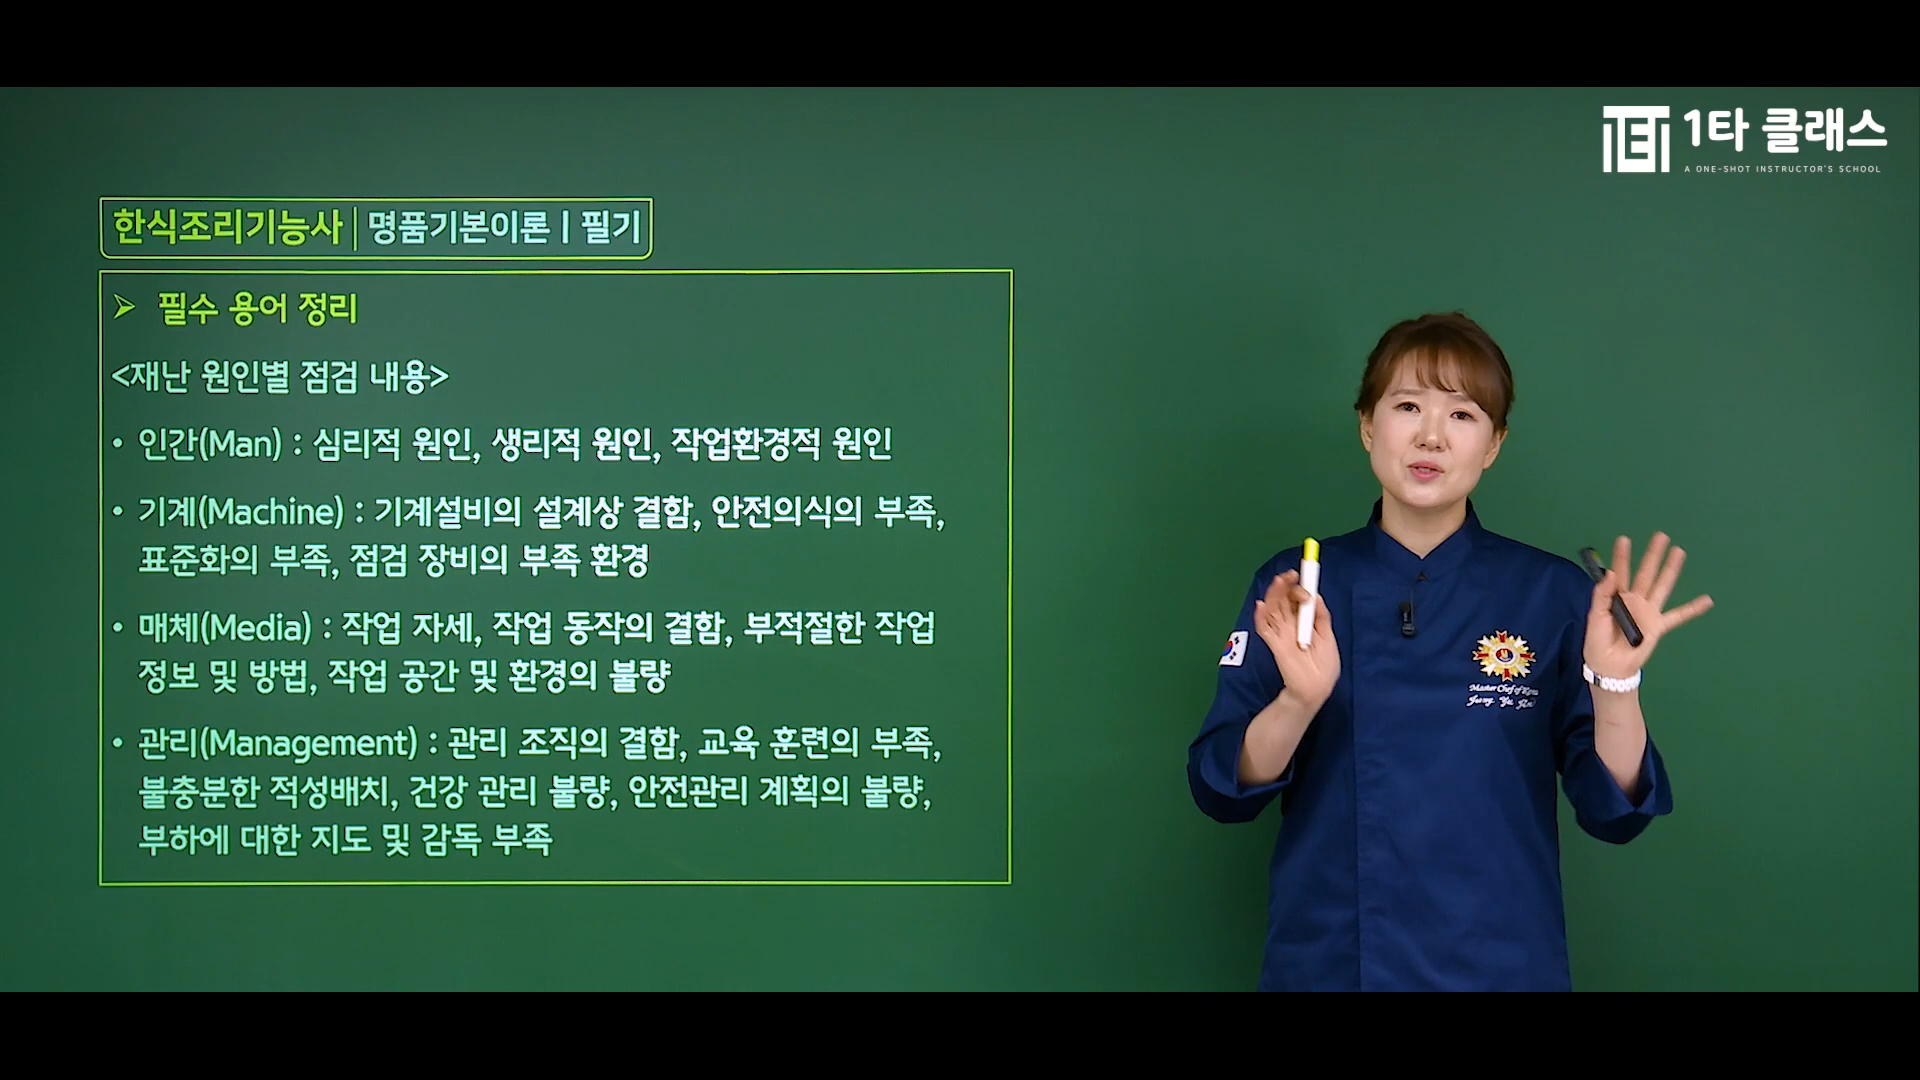 1타 클래스
A ONE-SHOT INSTRUCTOR'S SCHOOL
한식조리기능사 | 명품기본이론 | 필기
➢ 필수 용어 정리
<재난 원인별 점검 내용>
• 인간(Man) : 심리적 원인, 생리적 원인, 작업환경적 원인
• 기계(Machine) : 기계설비의 설계상 결함, 안전의식의 부족,
표준화의 부족, 점검 장비의 부족 환경
• 매체(Media) : 작업 자세, 작업 동작의 결함, 부적절한 작업
정보 및 방법, 작업 공간 및 환경의 불량
• 관리(Management) : 관리 조직의 결함, 교육 훈련의 부족,
불충분한 적성배치, 건강 관리 불량, 안전관리 계획의 불량,
부하에 대한 지도 및 감독 부족
Master Chef of Korea